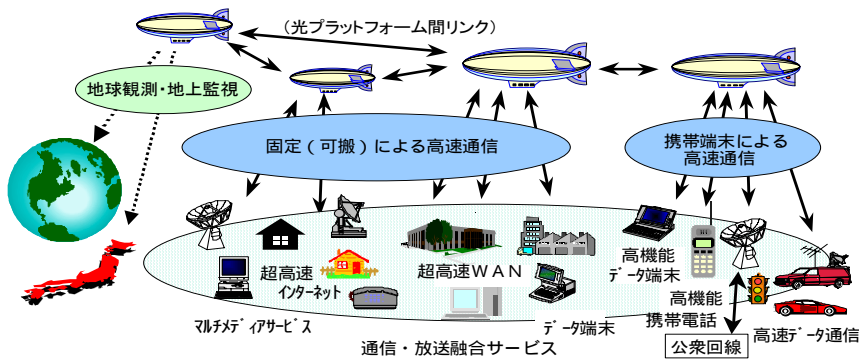 (光プラットフォーム間リンク)
地球観測・地上監視
固定(可搬)による高速通信
携帯端末による
高速通信
超高速
インターネット
超高速WAN
高機能
データ端末
マルチメディアサービス
データ端末
高機能
携帯電話
高速データ通信
公衆回線
通信・放送融合サービス